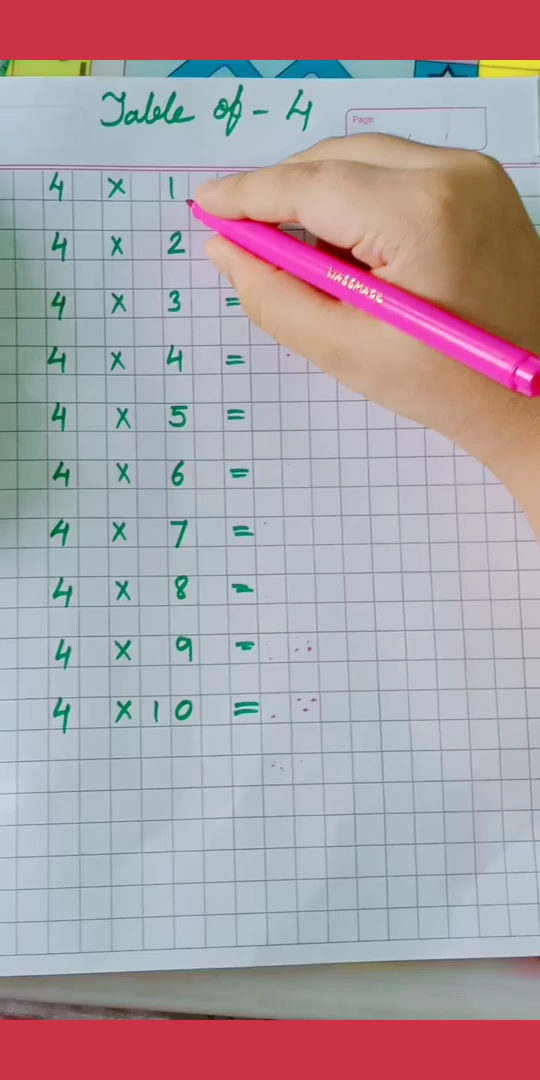 Table of - 4
Page:
4 × 1
4 × 2
4 × 3 =
4 × 4 =
4 × 5 =
4 × 6 =
4 × 7 =
4 × 8 =
4 × 9 =
4 × 10 =